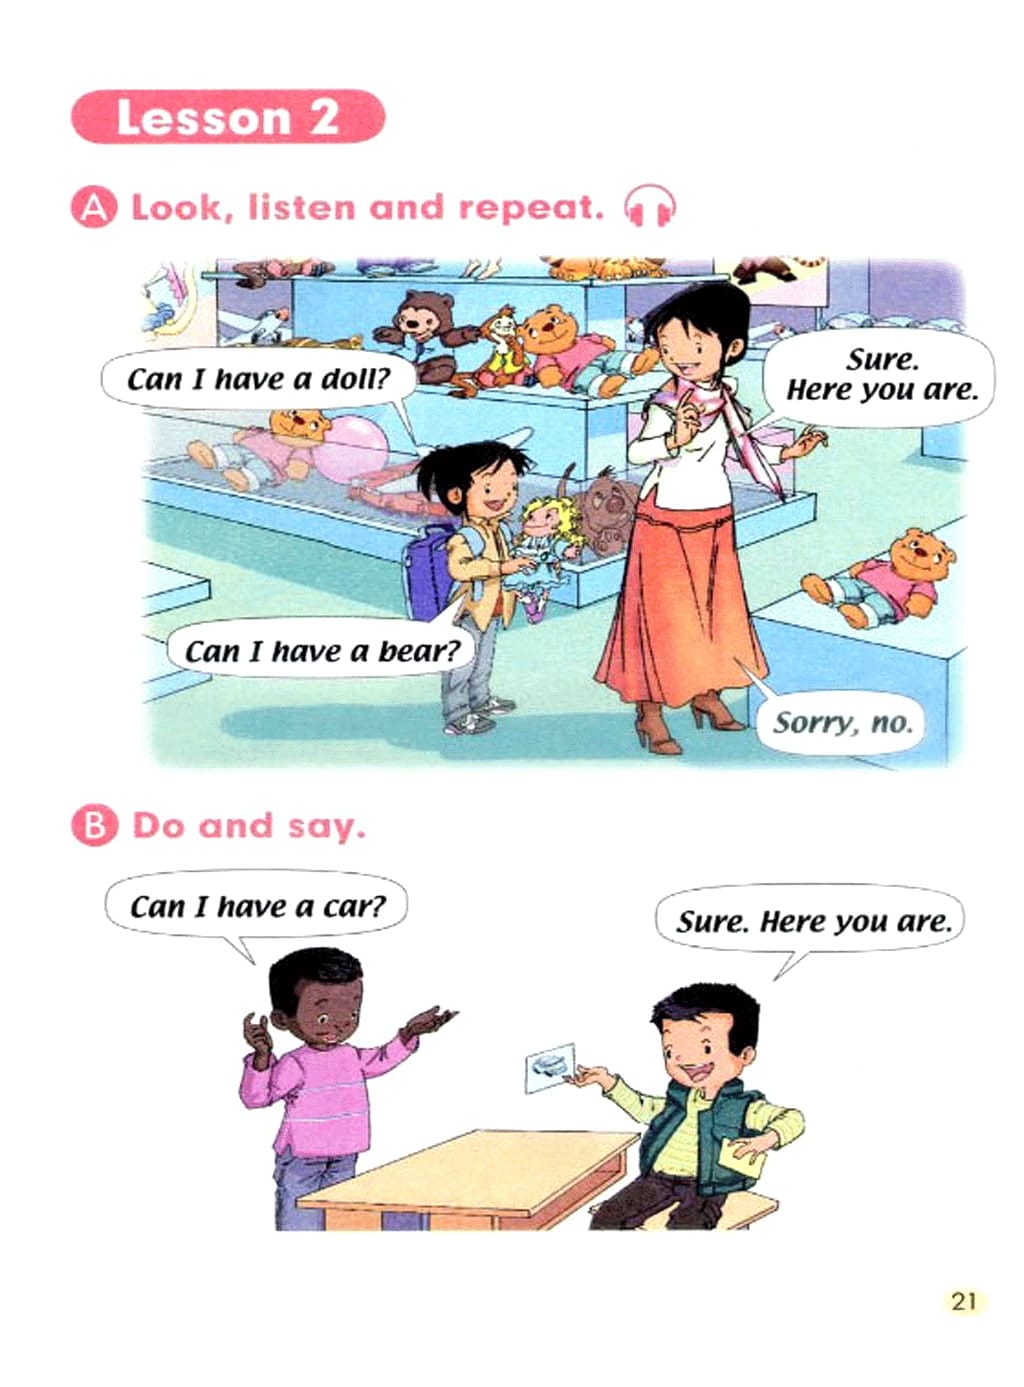 Lesson 2
A Look, listen and repeat.
Can I have a doll?
Sure.
Here you are.
Can I have a bear?
Sorry, no.
B Do and say.
Can I have a car?
Sure. Here you are.
21